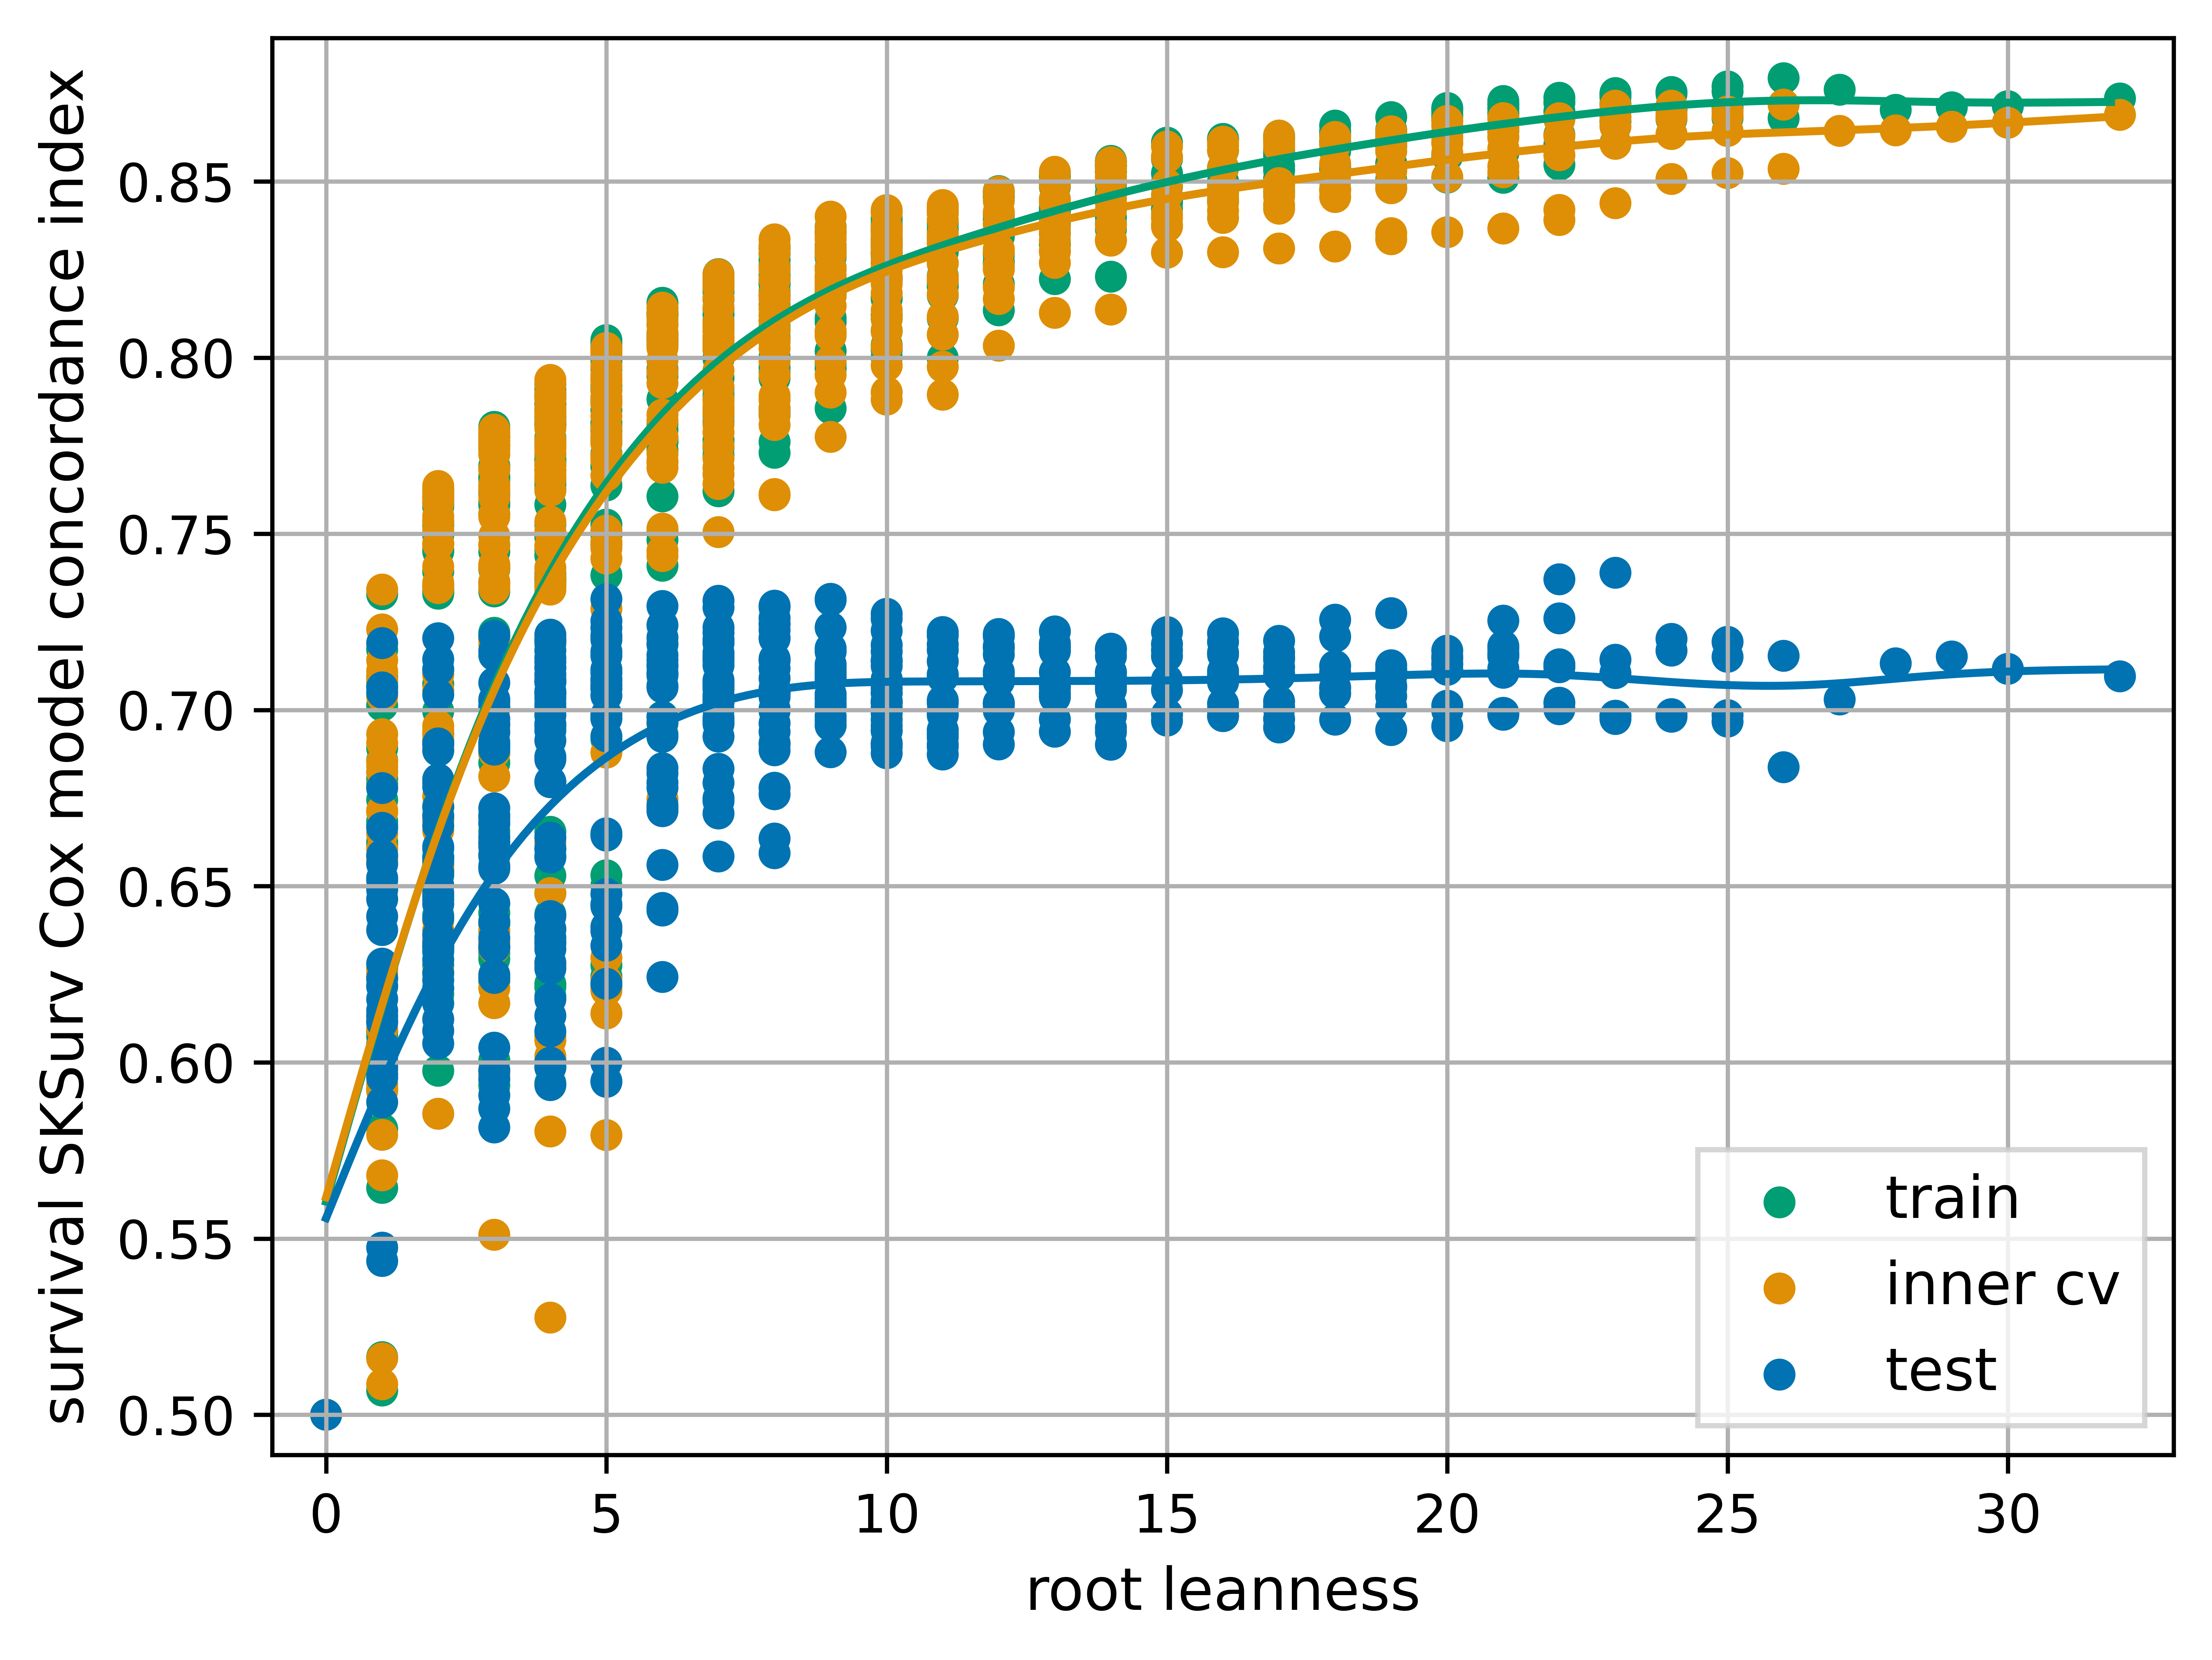 survival SKSurv Cox model concordance index
0.85
0.80
0.75
0.70
0.65
0.60
0.55
0.50
train
inner cv
test
0 5 10 15 20 25 30
root leanness